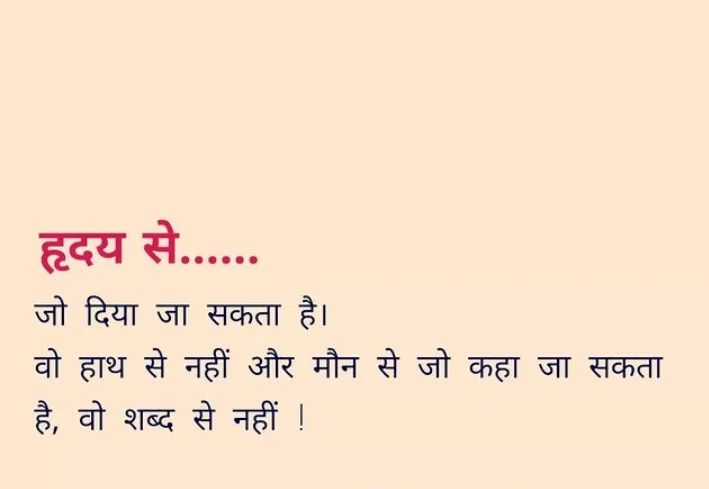 हृदय से......
जो दिया जा सकता है।
वो हाथ से नहीं और मौन से जो कहा जा सकता
है, वो शब्द से नहीं !